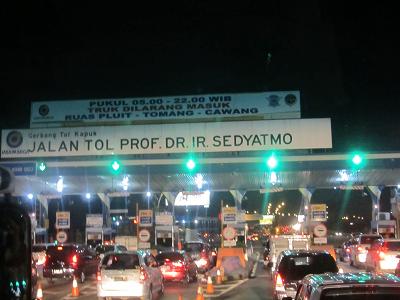 PUKUL 05.00 - 22.00 WIB
TRUK DILARANG MASUK
RUAS PLUIT - TOMANG - CAWANG
Gerbang Tol Kapuk
JALAN TOL PROF. DR. IR. SEDYATMO